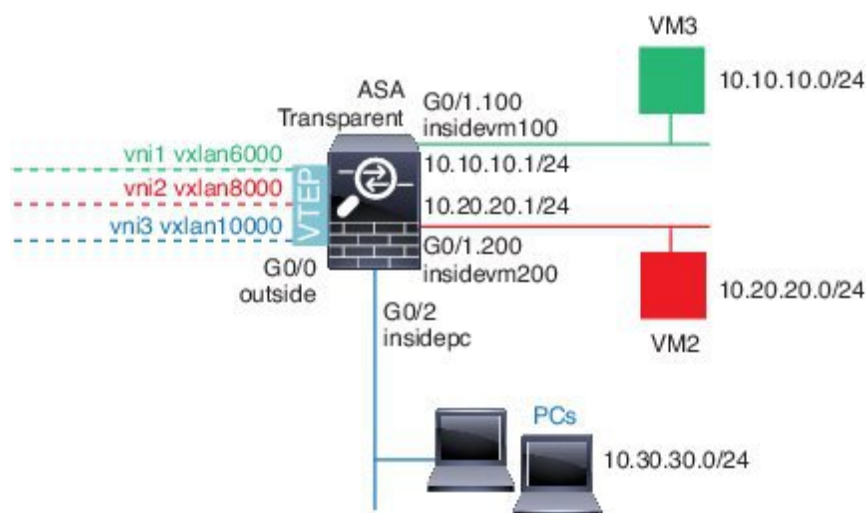 VM3
10.10.10.0/24
ASA
Transparent
G0/1.100
insidevm100
vni1 vxlan6000
10.10.10.1/24
vni2 vxlan8000
VTEP
10.20.20.1/24
vni3 vxlan10000
G0/1.200
insidevm200
G0/0
outside
10.20.20.0/24
G0/2
insidepc
VM2
PCs
10.30.30.0/24